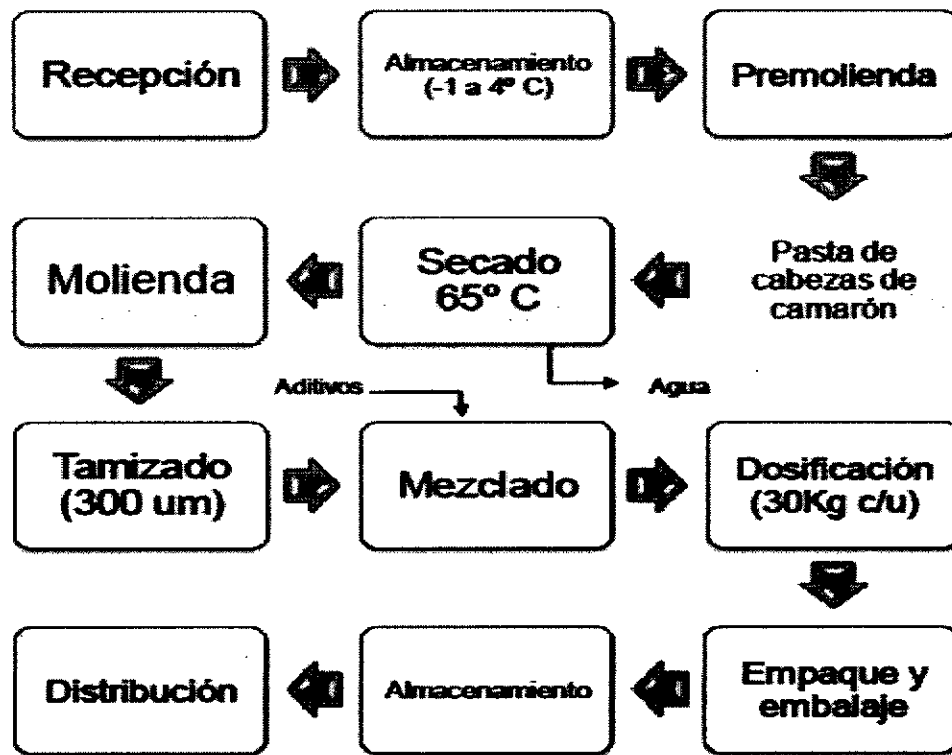 Recepción
Almacenamiento
(-1 a 4º C)
Premolienda
Pasta de
cabezas de
camarón
Secado
65º C
Molienda
Aditivos
Agua
Tamizado
(300 um)
Mezclado
Dosificación
(30Kg c/u)
Empaque y
embalaje
Almacenamiento
Distribución